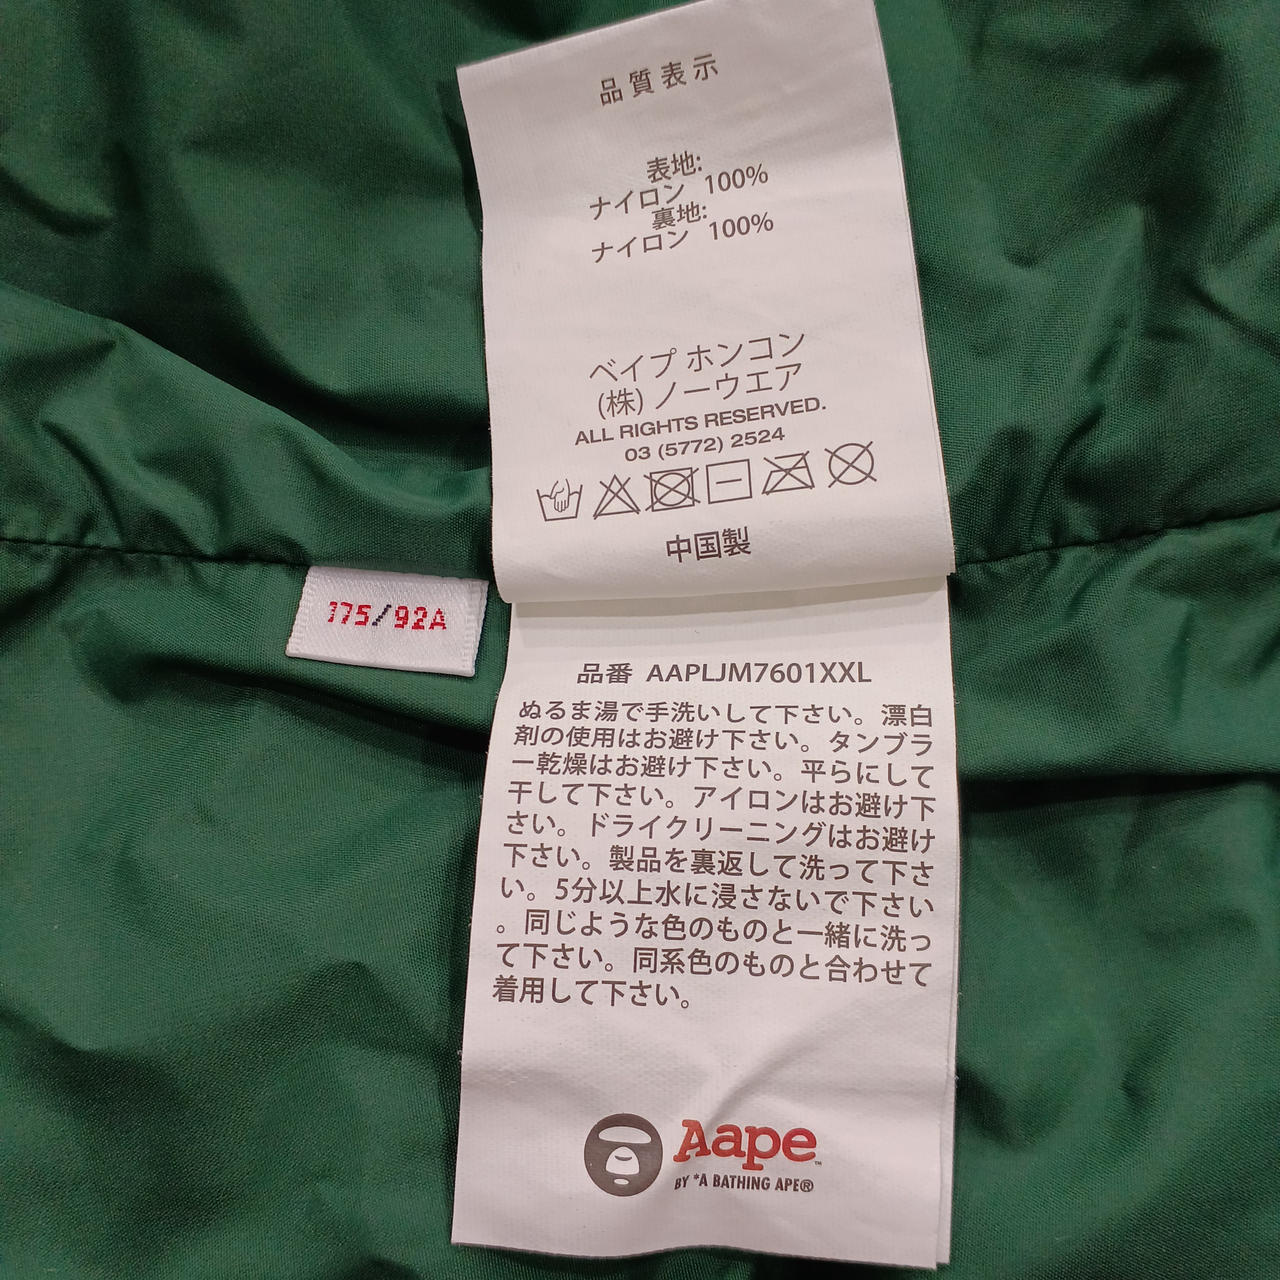 品質表示
表地:
ナイロン 100%
裏地:
ナイロン 100%
ベイプ ホンコン
(株) ノーウエア
ALL RIGHTS RESERVED.
03 (5772) 2524
中国製
175/92A
品番 AAPLJM7601XXL
ぬるま湯で手洗いして下さい。漂白
剤の使用はお避け下さい。タンブラ
ー乾燥はお避け下さい。平らにして
干して下さい。アイロンはお避け下
さい。ドライクリーニングはお避け
下さい。製品を裏返して洗って下さ
い。5分以上水に浸さないで下さい
。同じような色のものと一緒に洗っ
て下さい。同系色のものと合わせて
着用して下さい。
Aape™
BY *A BATHING APE®